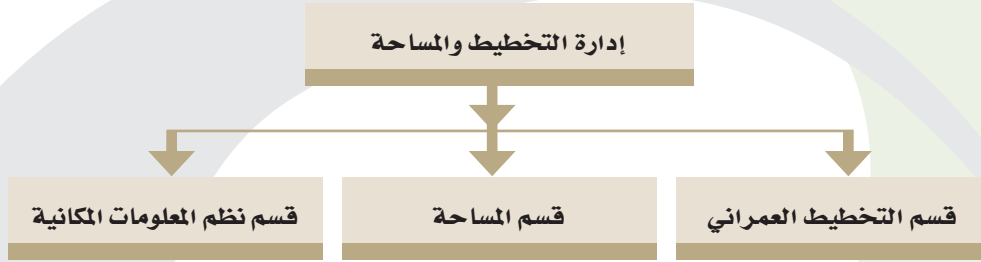 إدارة التخطيط والمساحة
قسم التخطيط العمراني
قسم المساحة
قسم نظم المعلومات المكانية